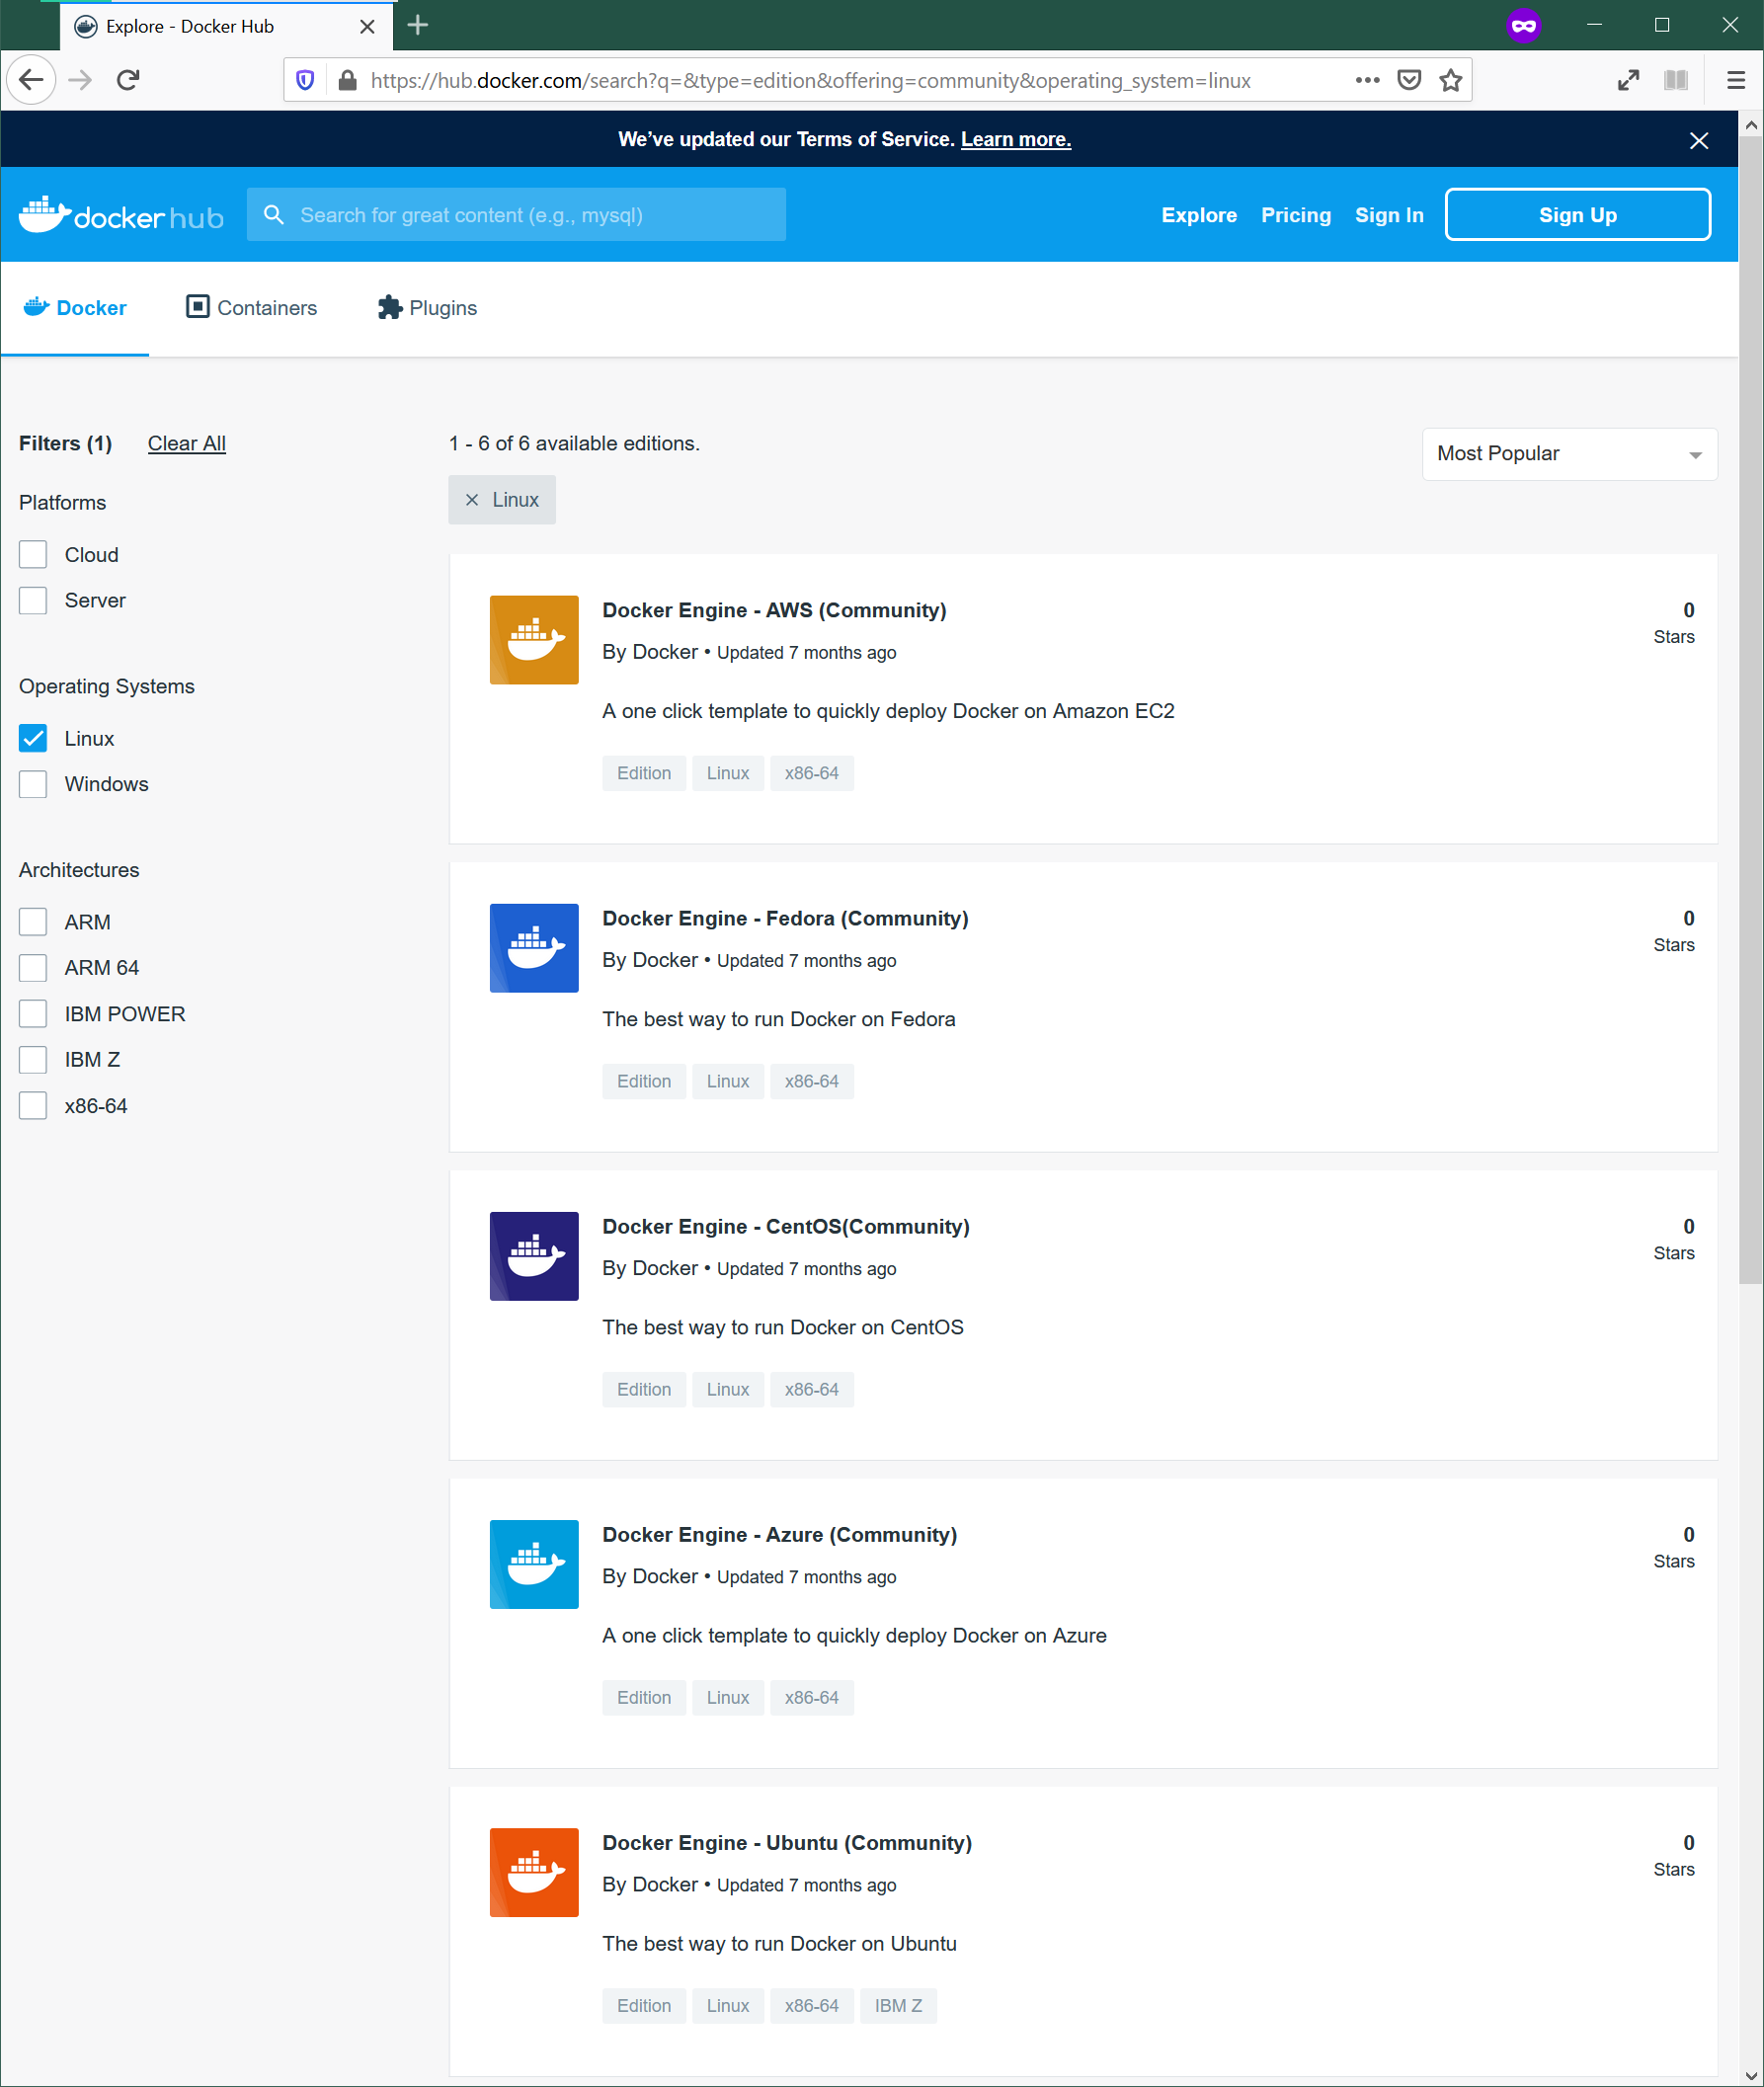 Explore - Docker Hub
https://hub.docker.com/search?q=&type=edition&offering=community&operating_system=linux
We’ve updated our Terms of Service. Learn more.
docker hub
Search for great content (e.g., mysql)
Explore Pricing Sign In Sign Up
Docker Containers Plugins
Filters (1) Clear All
1 - 6 of 6 available editions.
Most Popular
Linux
Platforms
Cloud
Server
Operating Systems
Linux
Windows
Architectures
ARM
ARM 64
IBM POWER
IBM Z
x86-64
Docker Engine - AWS (Community)
0
Stars
By Docker • Updated 7 months ago
A one click template to quickly deploy Docker on Amazon EC2
Edition Linux x86-64
Docker Engine - Fedora (Community)
0
Stars
By Docker • Updated 7 months ago
The best way to run Docker on Fedora
Edition Linux x86-64
Docker Engine - CentOS(Community)
0
Stars
By Docker • Updated 7 months ago
The best way to run Docker on CentOS
Edition Linux x86-64
Docker Engine - Azure (Community)
0
Stars
By Docker • Updated 7 months ago
A one click template to quickly deploy Docker on Azure
Edition Linux x86-64
Docker Engine - Ubuntu (Community)
0
Stars
By Docker • Updated 7 months ago
The best way to run Docker on Ubuntu
Edition Linux x86-64 IBM Z